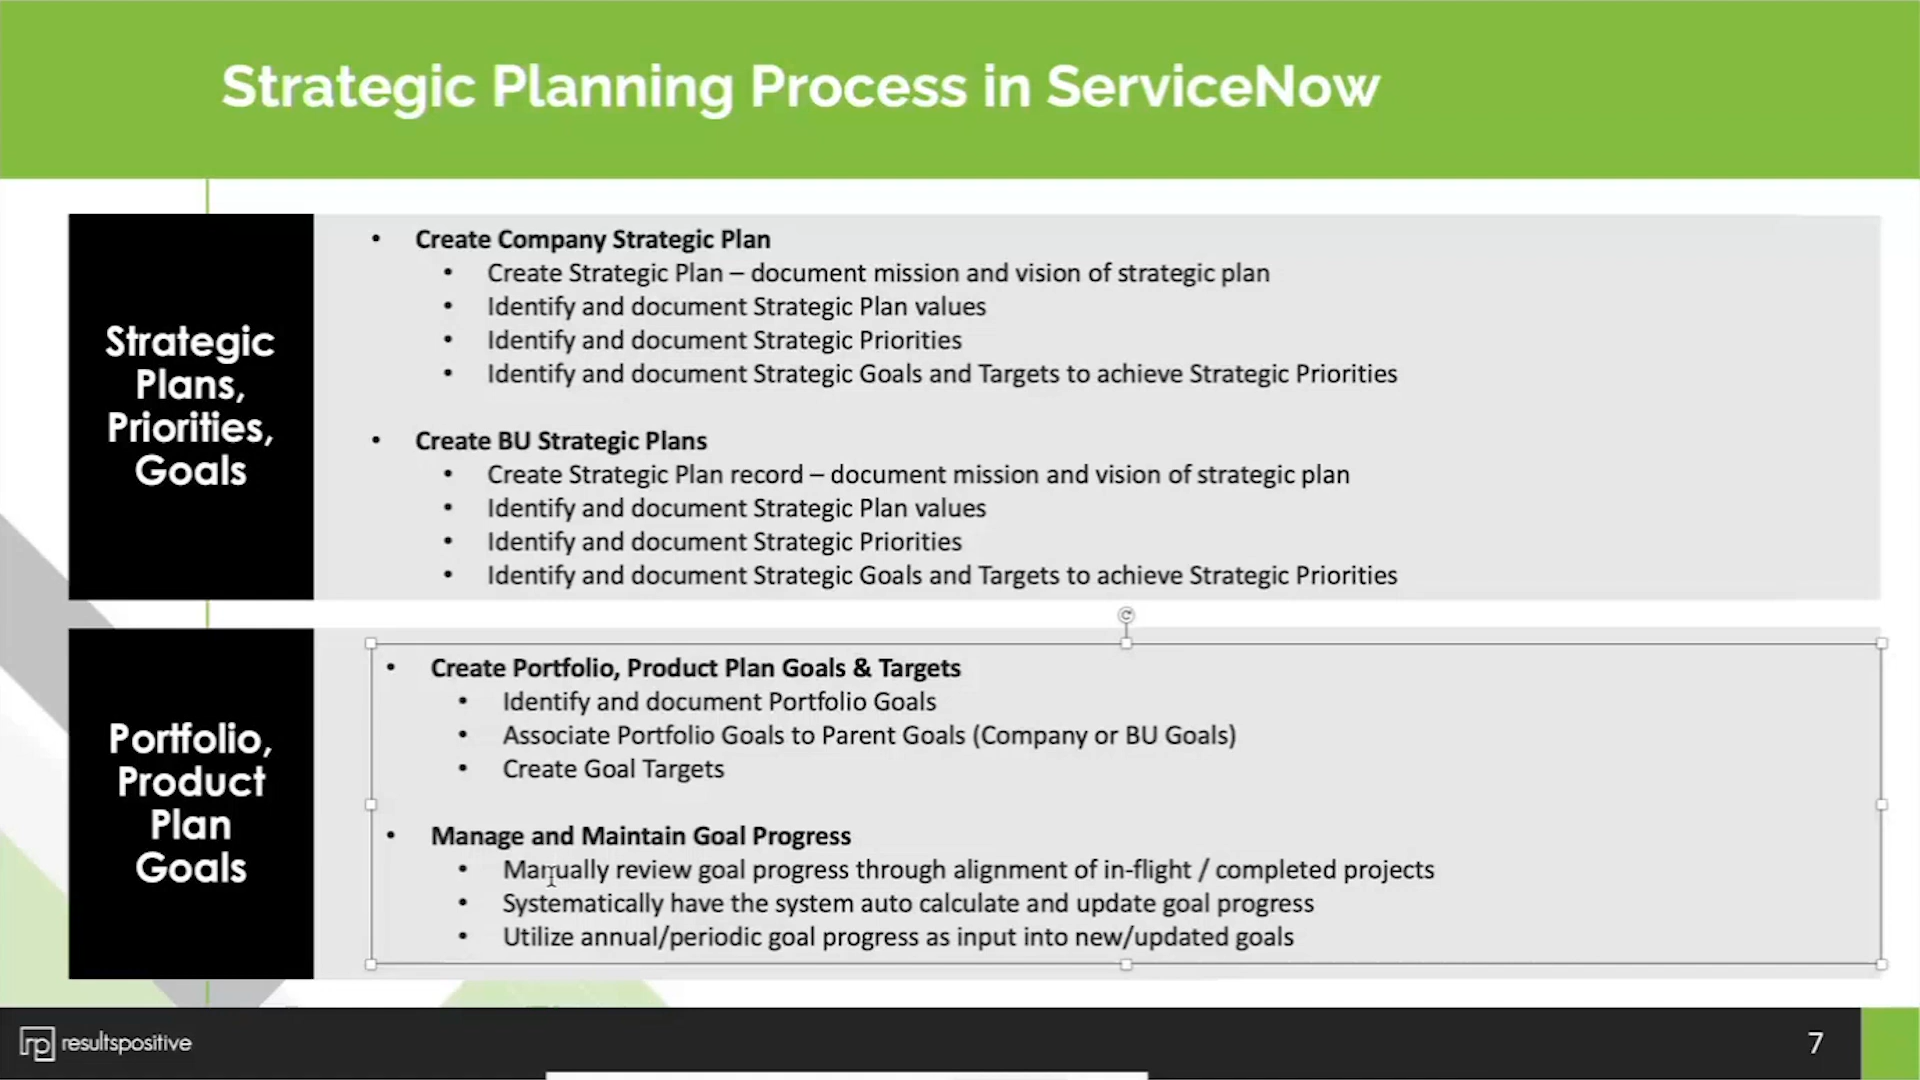 Strategic Planning Process in ServiceNow
Strategic
Plans,
Priorities,
Goals
• Create Company Strategic Plan
• Create Strategic Plan – document mission and vision of strategic plan
• Identify and document Strategic Plan values
• Identify and document Strategic Priorities
• Identify and document Strategic Goals and Targets to achieve Strategic Priorities
• Create BU Strategic Plans
• Create Strategic Plan record – document mission and vision of strategic plan
• Identify and document Strategic Plan values
• Identify and document Strategic Priorities
• Identify and document Strategic Goals and Targets to achieve Strategic Priorities
Portfolio,
Product
Plan
Goals
• Create Portfolio, Product Plan Goals & Targets
• Identify and document Portfolio Goals
• Associate Portfolio Goals to Parent Goals (Company or BU Goals)
• Create Goal Targets
• Manage and Maintain Goal Progress
• Manually review goal progress through alignment of in-flight / completed projects
• Systematically have the system auto calculate and update goal progress
• Utilize annual/periodic goal progress as input into new/updated goals
rp resultspositive
7